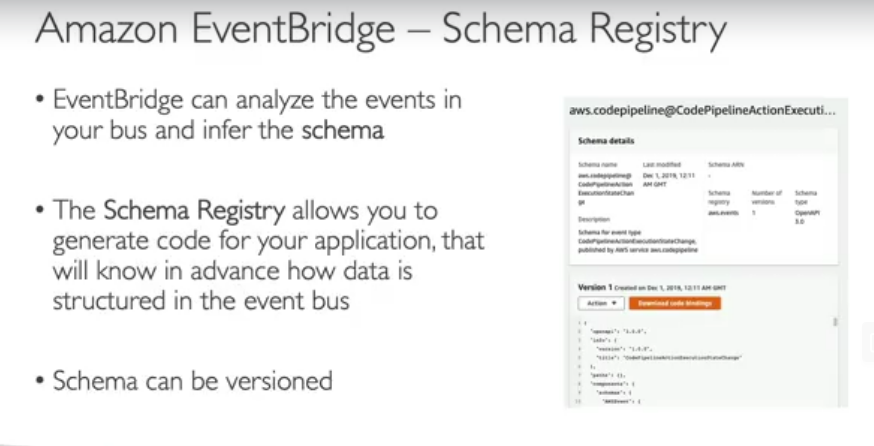 Amazon EventBridge – Schema Registry
• EventBridge can analyze the events in
your bus and infer the schema
• The Schema Registry allows you to
generate code for your application, that
will know in advance how data is
structured in the event bus
• Schema can be versioned
aws.codepipeline@CodePipelineActionExecuti...
Schema details
Schema name
aws.codepipeline@
CodePipelineAction
ExecutionStateChan
ge
Last modified
Dec 1, 2019, 12:11
AM GMT
Schema ARN
-
Schema
registry
aws.events
Number of
versions
1
Schema
type
OpenAPI
3.0
Description
Schema for event type
CodePipelineActionExecutionStateChange,
published by AWS service aws.codepipeline
Version 1 Created on Dec 1, 2019, 12:11 AM GMT
Action ▼
Download code bindings
1 {
2 "openapi": "3.0.0",
3 "info": {
4 "version": "1.0.0",
5 "title": "CodePipelineActionExecutionStateChange"
6 },
7 "paths": {},
8 "components": {
9 "schemas": {
10 "AWSEvent": {